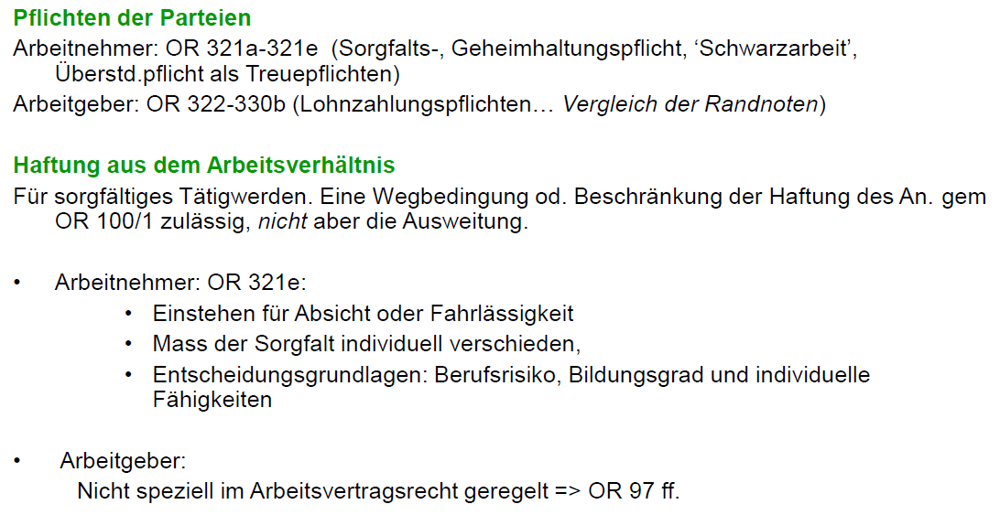 Pflichten der Parteien
Arbeitnehmer: OR 321a-321e  (Sorgfalts-, Geheimhaltungspflicht, ‘Schwarzarbeit’,
Überstd.pflicht als Treuepflichten)
Arbeitgeber: OR 322-330b (Lohnzahlungspflichten… Vergleich der Randnoten)
Haftung aus dem Arbeitsverhältnis
Für sorgfältiges Tätigwerden. Eine Wegbedingung od. Beschränkung der Haftung des An. gem
OR 100/1 zulässig, nicht aber die Ausweitung.
• Arbeitnehmer: OR 321e:
• Einstehen für Absicht oder Fahrlässigkeit
• Mass der Sorgfalt individuell verschieden,
• Entscheidungsgrundlagen: Berufsrisiko, Bildungsgrad und individuelle
Fähigkeiten
• Arbeitgeber:
Nicht speziell im Arbeitsvertragsrecht geregelt => OR 97 ff.